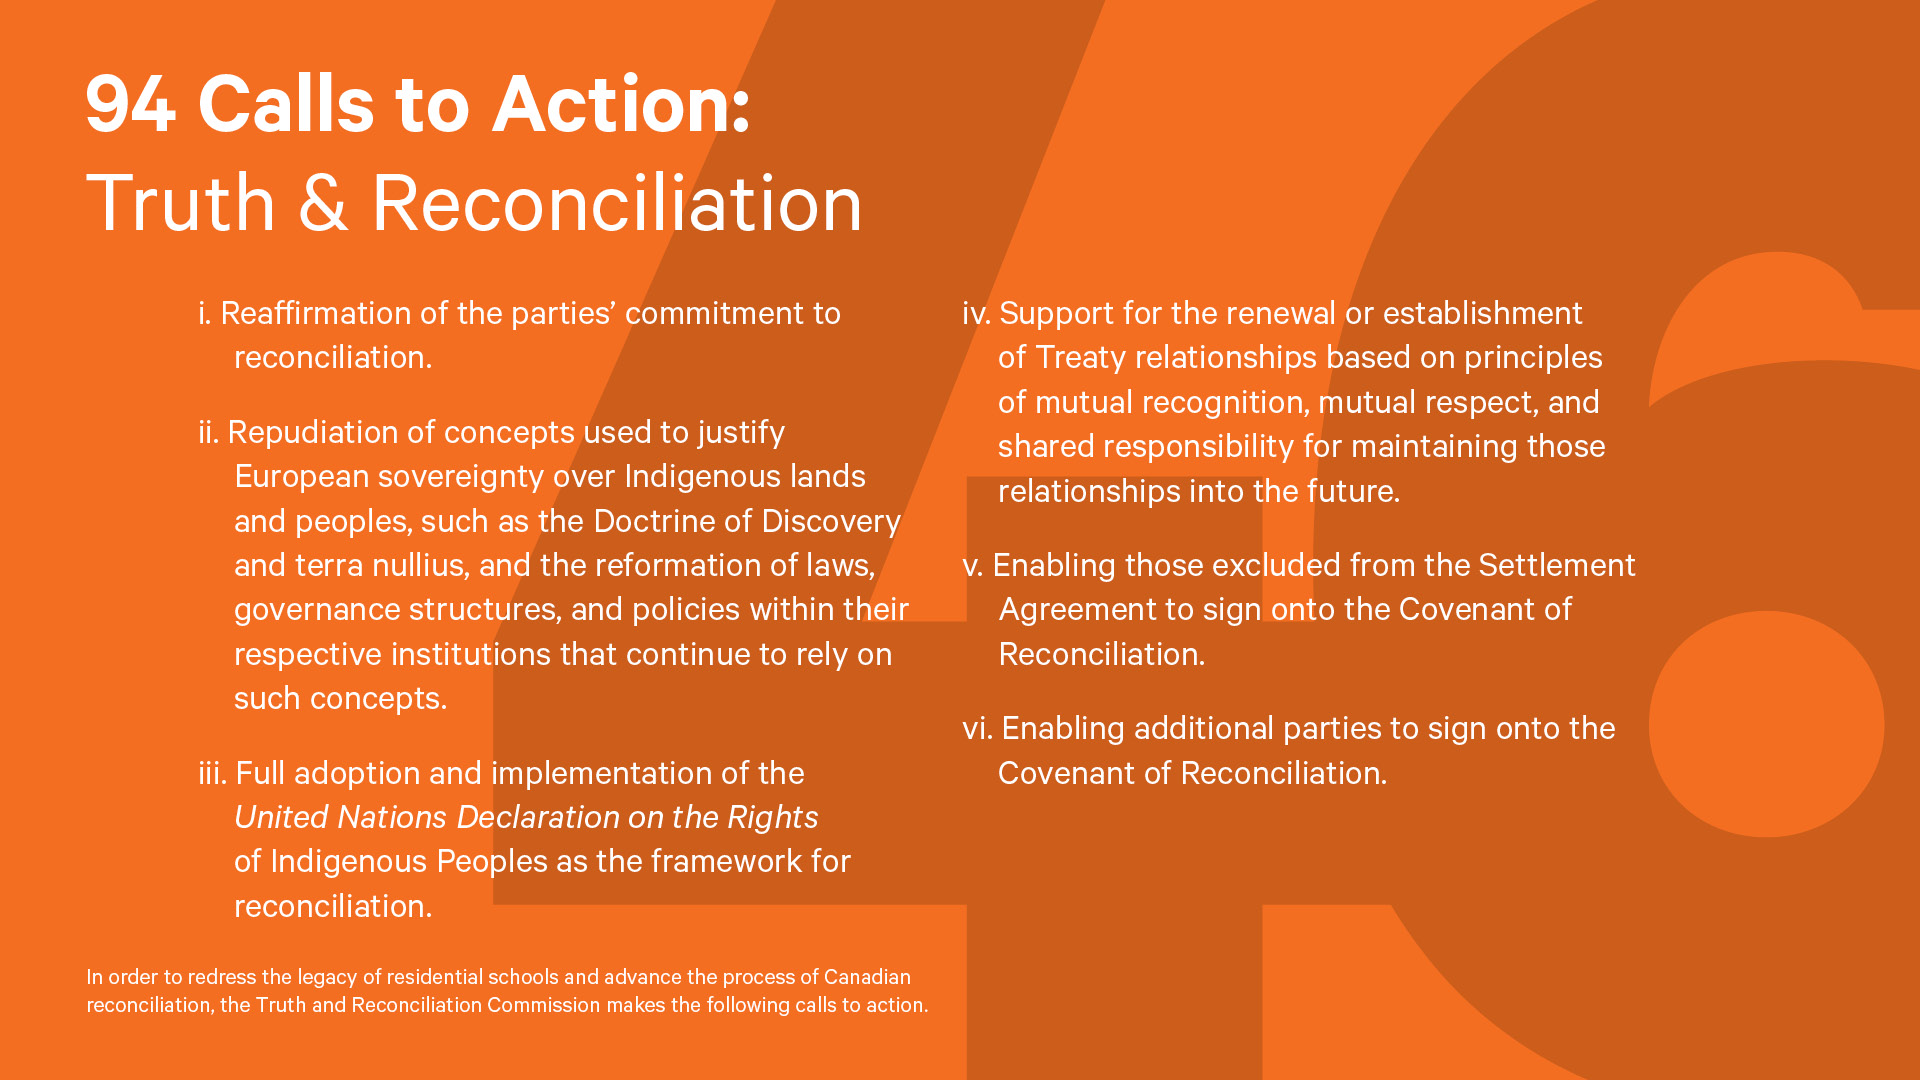 94 Calls to Action:
Truth & Reconciliation
i. Reaffirmation of the parties’ commitment to
reconciliation.
ii. Repudiation of concepts used to justify
European sovereignty over Indigenous lands
and peoples, such as the Doctrine of Discovery
and terra nullius, and the reformation of laws,
governance structures, and policies within their
respective institutions that continue to rely on
such concepts.
iii. Full adoption and implementation of the
United Nations Declaration on the Rights
of Indigenous Peoples as the framework for
reconciliation.
iv. Support for the renewal or establishment
of Treaty relationships based on principles
of mutual recognition, mutual respect, and
shared responsibility for maintaining those
relationships into the future.
v. Enabling those excluded from the Settlement
Agreement to sign onto the Covenant of
Reconciliation.
vi. Enabling additional parties to sign onto the
Covenant of Reconciliation.
In order to redress the legacy of residential schools and advance the process of Canadian
reconciliation, the Truth and Reconciliation Commission makes the following calls to action.
46